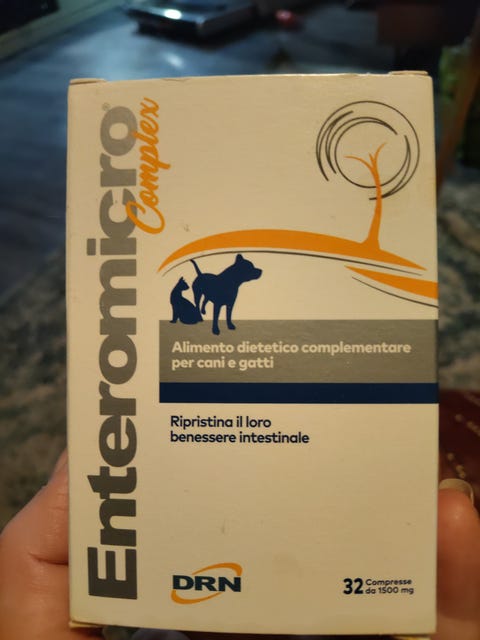 Enteromicro®
Complex
Alimento dietetico complementare
per cani e gatti
Ripristina il loro
benessere intestinale
DRN
32 Compresse
da 1500 mg